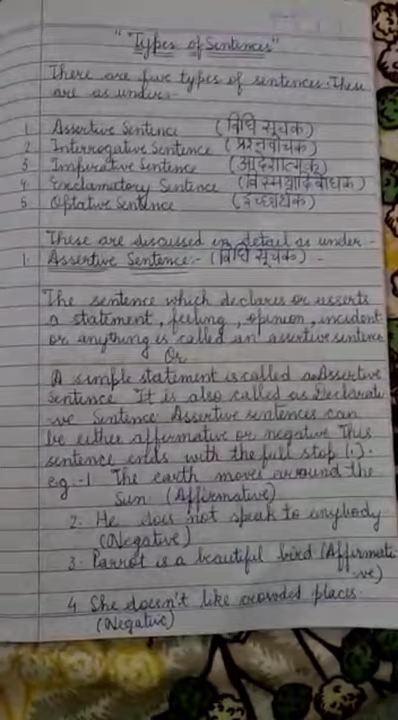 "Types of Sentences"
There are five types of sentences. These
are as under:-
1 Assertive Sentence (विधि सूचक)
2 Interrogative Sentence (प्रश्नवाचक)
3 Imperative Sentence (आदेशात्मक)
4 Exclamatory Sentence (विस्मयादिबोधक)
5 Optative Sentence (इच्छार्थक)
These are discussed in detail as under-
1. Assertive Sentence:- (विधि सूचक) -
The sentence which declares or asserts
a statement, feeling, opinion, incident
or anything is called an assertive sentence
Or
A simple statement is called as Assertive
Sentence. It is also called as Declarati
ve Sentence. Assertive sentences can
be either affirmative or negative. This
sentence ends with the full stop (.).
eg.-1 The earth moves around the
Sun (Affirmative)
2. He does not speak to anybody
(Negative)
3. Parrot is a beautiful bird (Affirmati
ve)
4. She doesn't like crowded places.
(Negative)